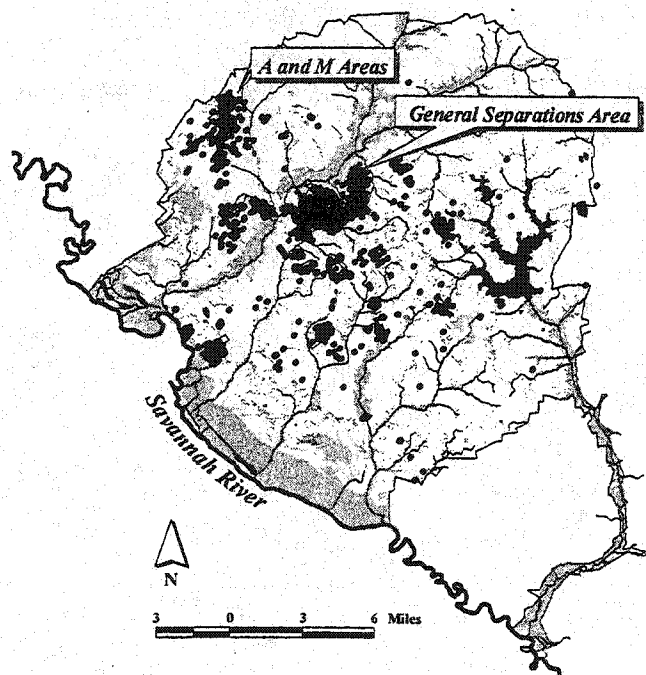 A and M Areas
General Separations Area
Savannah River
N
3 0 3 6 Miles